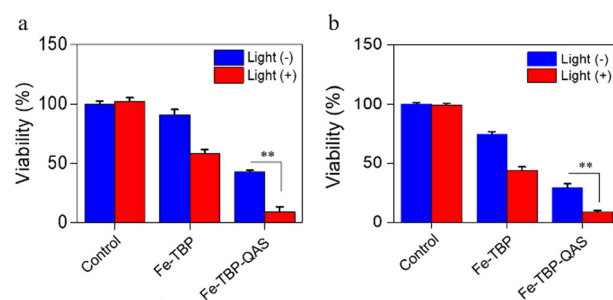 a
150
100
50
0
Viability (%)
Light (-)
Light (+)
**
Control
Fe-TBP
Fe-TBP-QAS
b
150
100
50
0
Viability (%)
Light (-)
Light (+)
**
Control
Fe-TBP
Fe-TBP-QAS